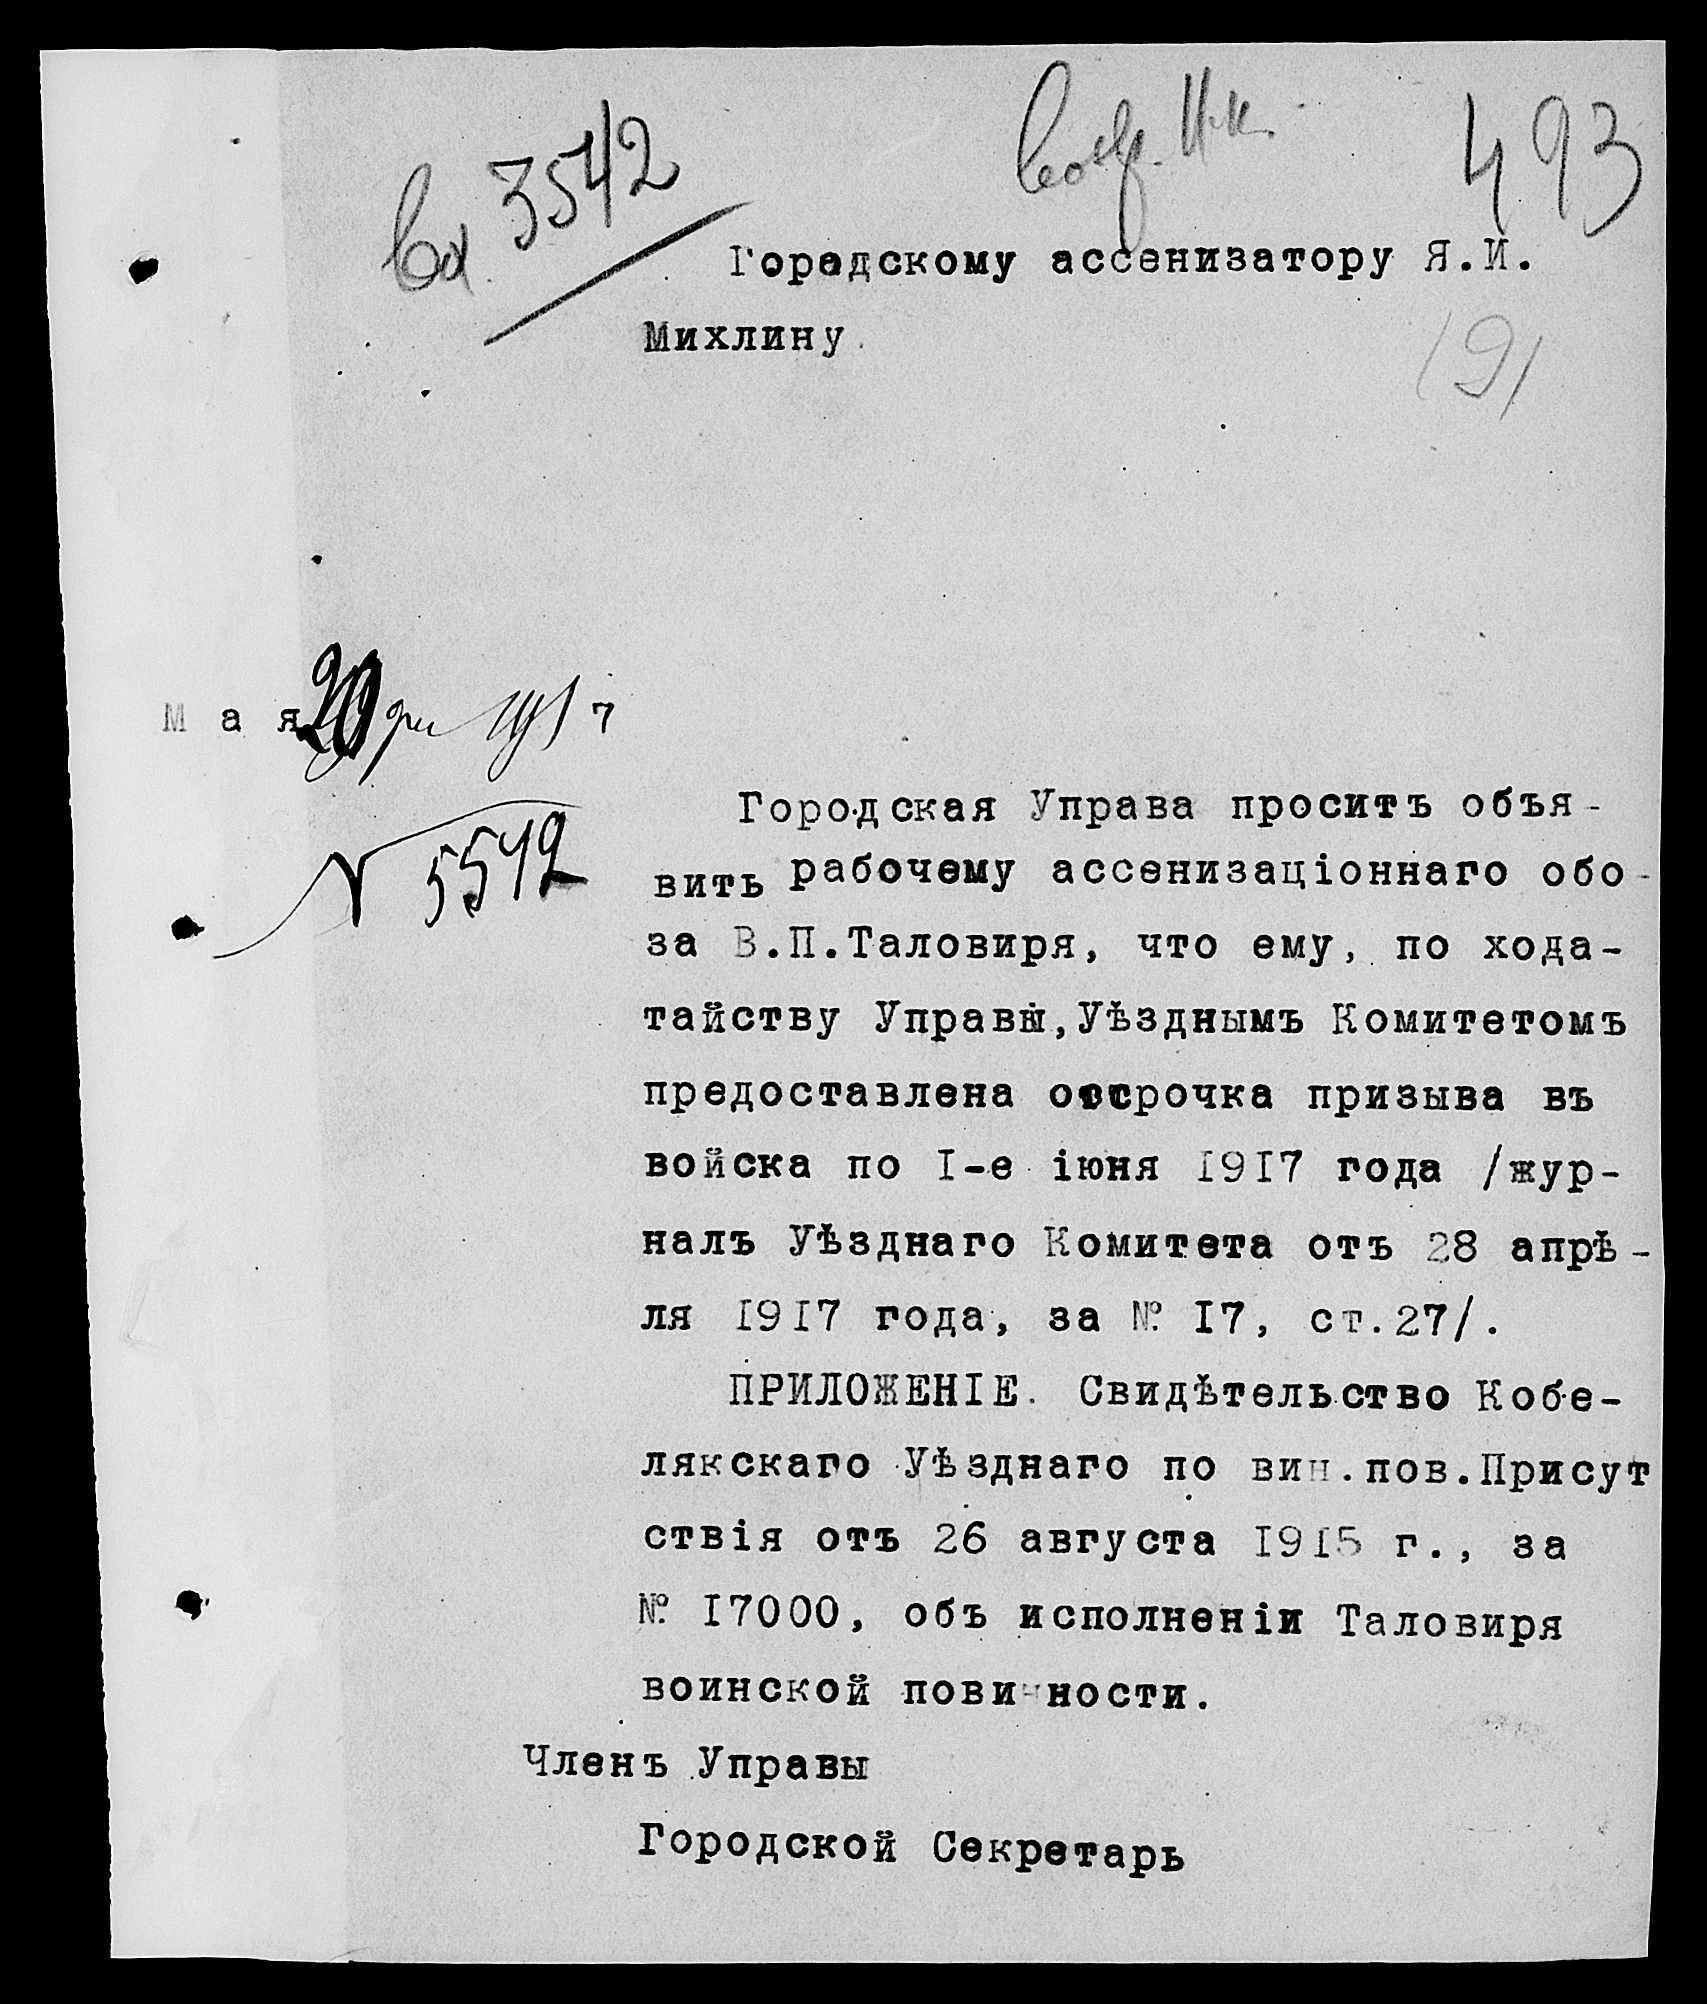 Вх. 3542
493
Городскому ассенизатору Я.И.
Михлину.
191
М а я 20 дня 1917
№ 5542
Городская Управа проситъ объя-
вить рабочему ассенизаціоннаго обо-
за В.П.Таловиря, что ему, по хода-
тайству Управы, Уѣзднымъ Комитетомъ
предоставлена отсрочка призыва въ
войска по I-е іюня 1917 года /жур-
налъ Уѣзднаго Комитета отъ 28 апрѣ-
ля 1917 года, за № 17, ст.27/.
ПРИЛОЖЕНІЕ. Свидѣтельство Кобе-
лякскаго Уѣзднаго по вин.пов.Присут
ствія отъ 26 августа 1915 г., за
№ 17000, объ исполненіи Таловиря
воинской повинности.
Членъ Управы
Городской Секретарь